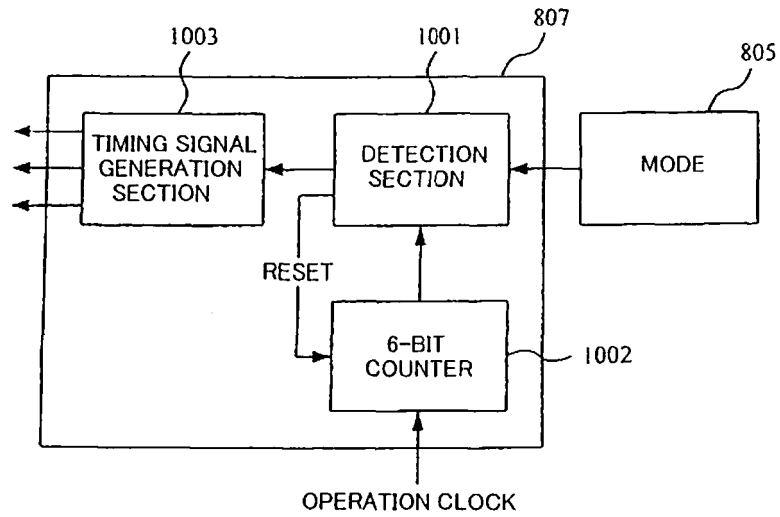 1003
1001
807
805
TIMING SIGNAL
GENERATION
SECTION
DETECTION
SECTION
MODE
RESET
6-BIT
COUNTER
1002
OPERATION CLOCK